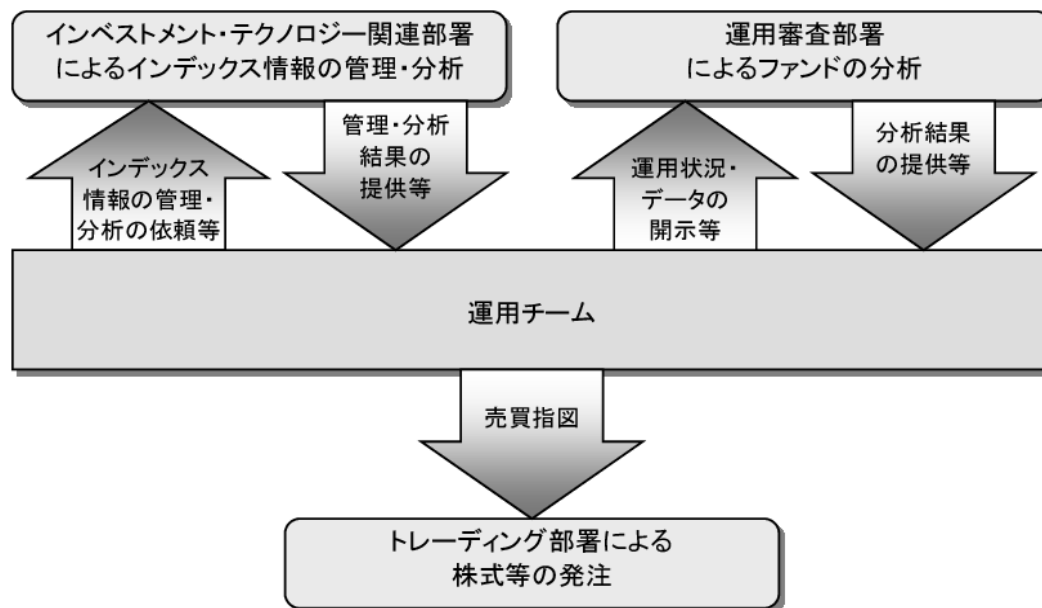 インベストメント・テクノロジー関連部署
によるインデックス情報の管理・分析
運用審査部署
によるファンドの分析
インデックス
情報の管理・
分析の依頼等
管理・分析
結果の
提供等
運用状況・
データの
開示等
分析結果
の提供等
運用チーム
売買指図
トレーディング部署による
株式等の発注